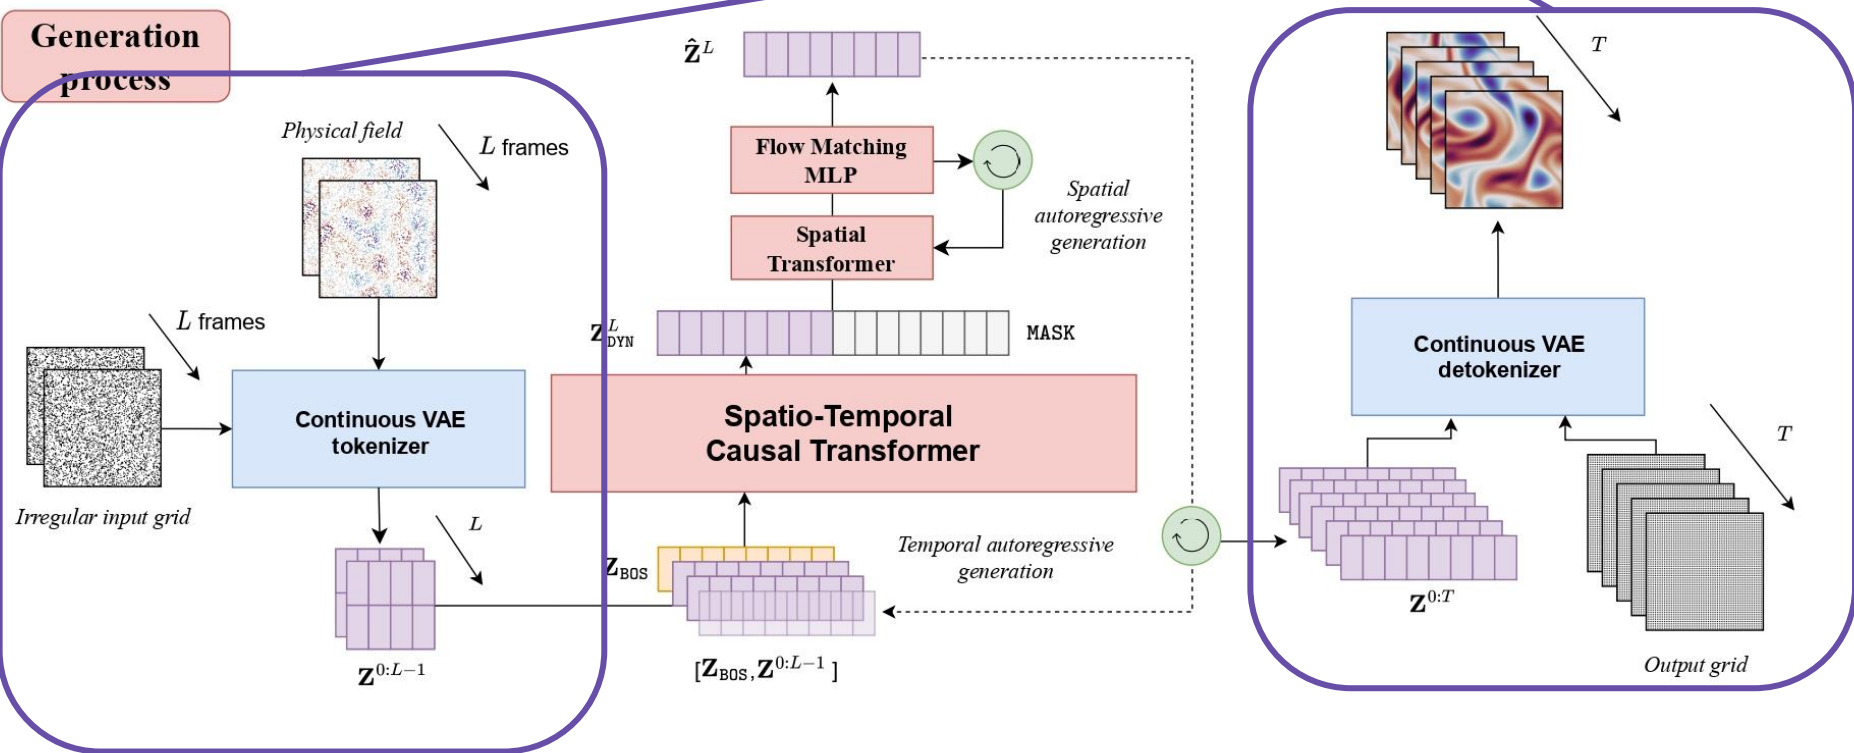 Generation
process
Physical field
L frames
L frames
Irregular input grid
Continuous VAE
tokenizer
L
Z^{0:L−1}
Ẑ^L
Flow Matching
MLP
Spatial
Transformer
Spatial
autoregressive
generation
Z^L_DYN
MASK
Spatio-Temporal
Causal Transformer
Z_BOS
Temporal autoregressive
generation
[Z_BOS, Z^{0:L−1} ]
T
Continuous VAE
detokenizer
T
Z^{0:T}
Output grid